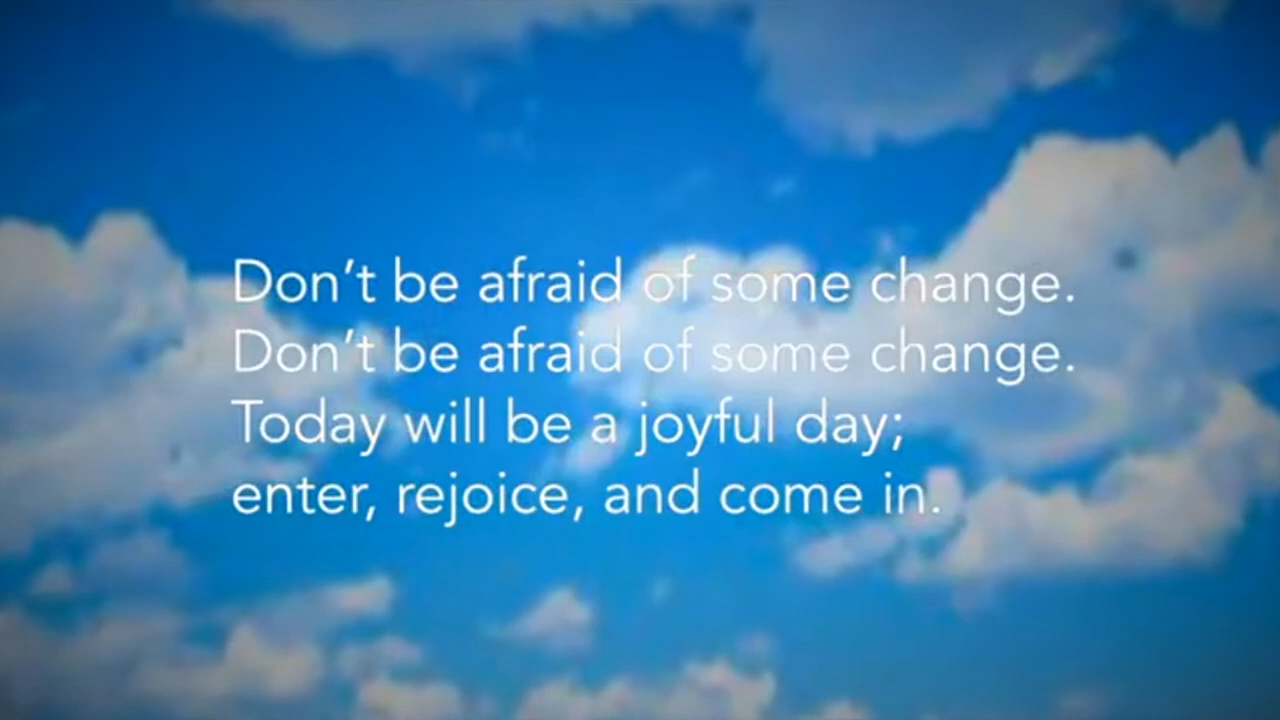 Don't be afraid of some change.
Don't be afraid of some change.
Today will be a joyful day;
enter, rejoice, and come in.